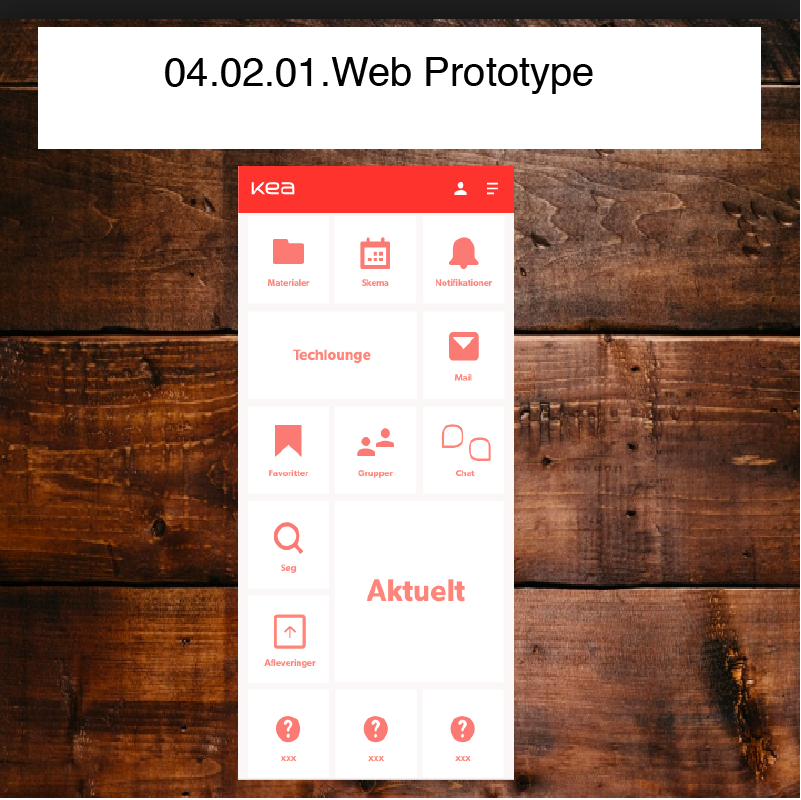 04.02.01.Web Prototype
kea
Materialer Skema Notifikationer
Techlounge Mail
Favoritter Grupper Chat
Søg
Aktuelt
Afleveringer
xxx xxx xxx